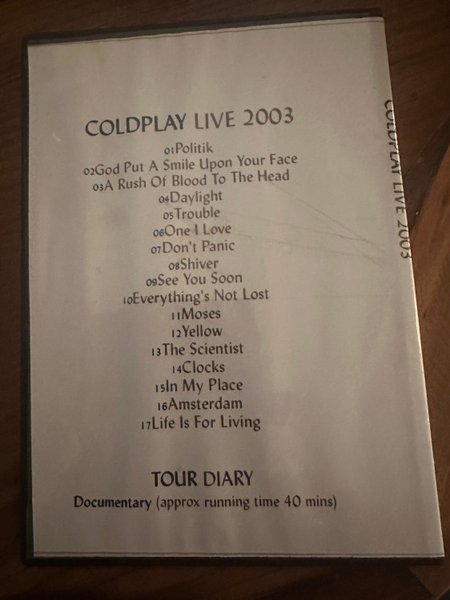 COLDPLAY LIVE 2003
01Politik
02God Put A Smile Upon Your Face
03A Rush Of Blood To The Head
04Daylight
05Trouble
06One I Love
07Don't Panic
08Shiver
09See You Soon
10Everything's Not Lost
11Moses
12Yellow
13The Scientist
14Clocks
15In My Place
16Amsterdam
17Life Is For Living
TOUR DIARY
Documentary (approx running time 40 mins)
COLDPLAY LIVE 2003